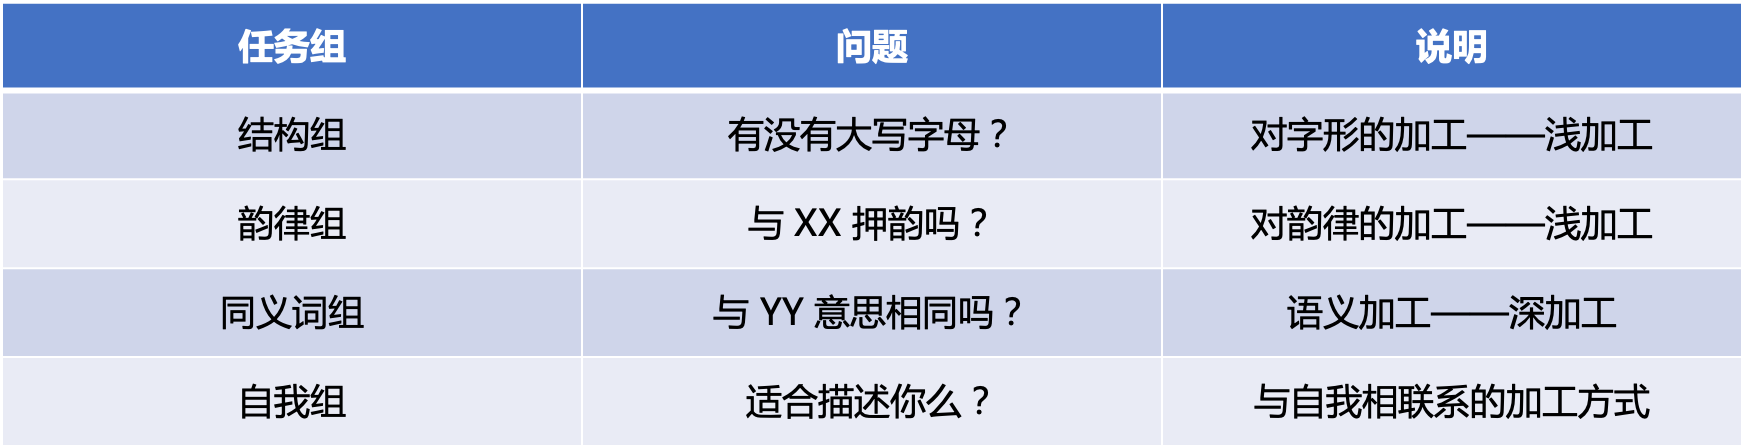 任务组 问题 说明
结构组 有没有大写字母？ 对字形的加工——浅加工
韵律组 与 XX 押韵吗？ 对韵律的加工——浅加工
同义词组 与 YY 意思相同吗？ 语义加工——深加工
自我组 适合描述你么？ 与自我相联系的加工方式